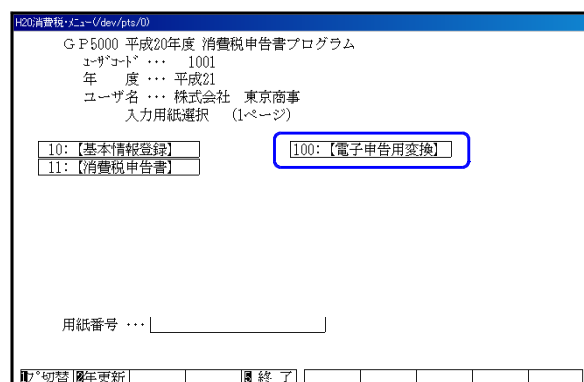 H20;消費税・メニュー(/dev/pts/0)
ＧＰ5000 平成20年度 消費税申告書プログラム
ﾕｰｻﾞｺｰﾄﾞ ･･･ 1001
年　度 ･･･ 平成21
ユーザ名 ･･･ 株式会社　東京商事
入力用紙選択　(1ページ)
10:【基本情報登録】　100:【電子申告用変換】
11:【消費税申告書】
用紙番号 ･･･
ﾌﾟ切替 年更新 終 了